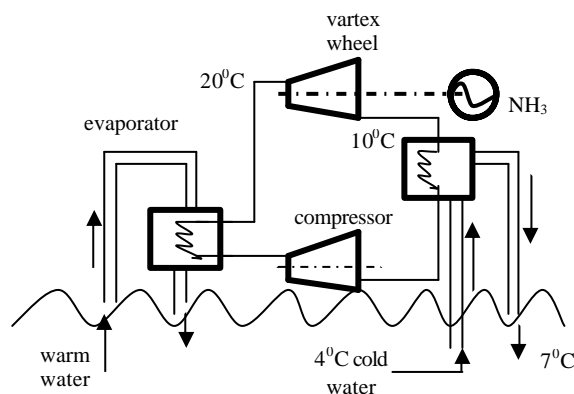 vartex
wheel
20⁰C
NH₃
evaporator
10⁰C
compressor
warm
water
4⁰C cold
water
7⁰C